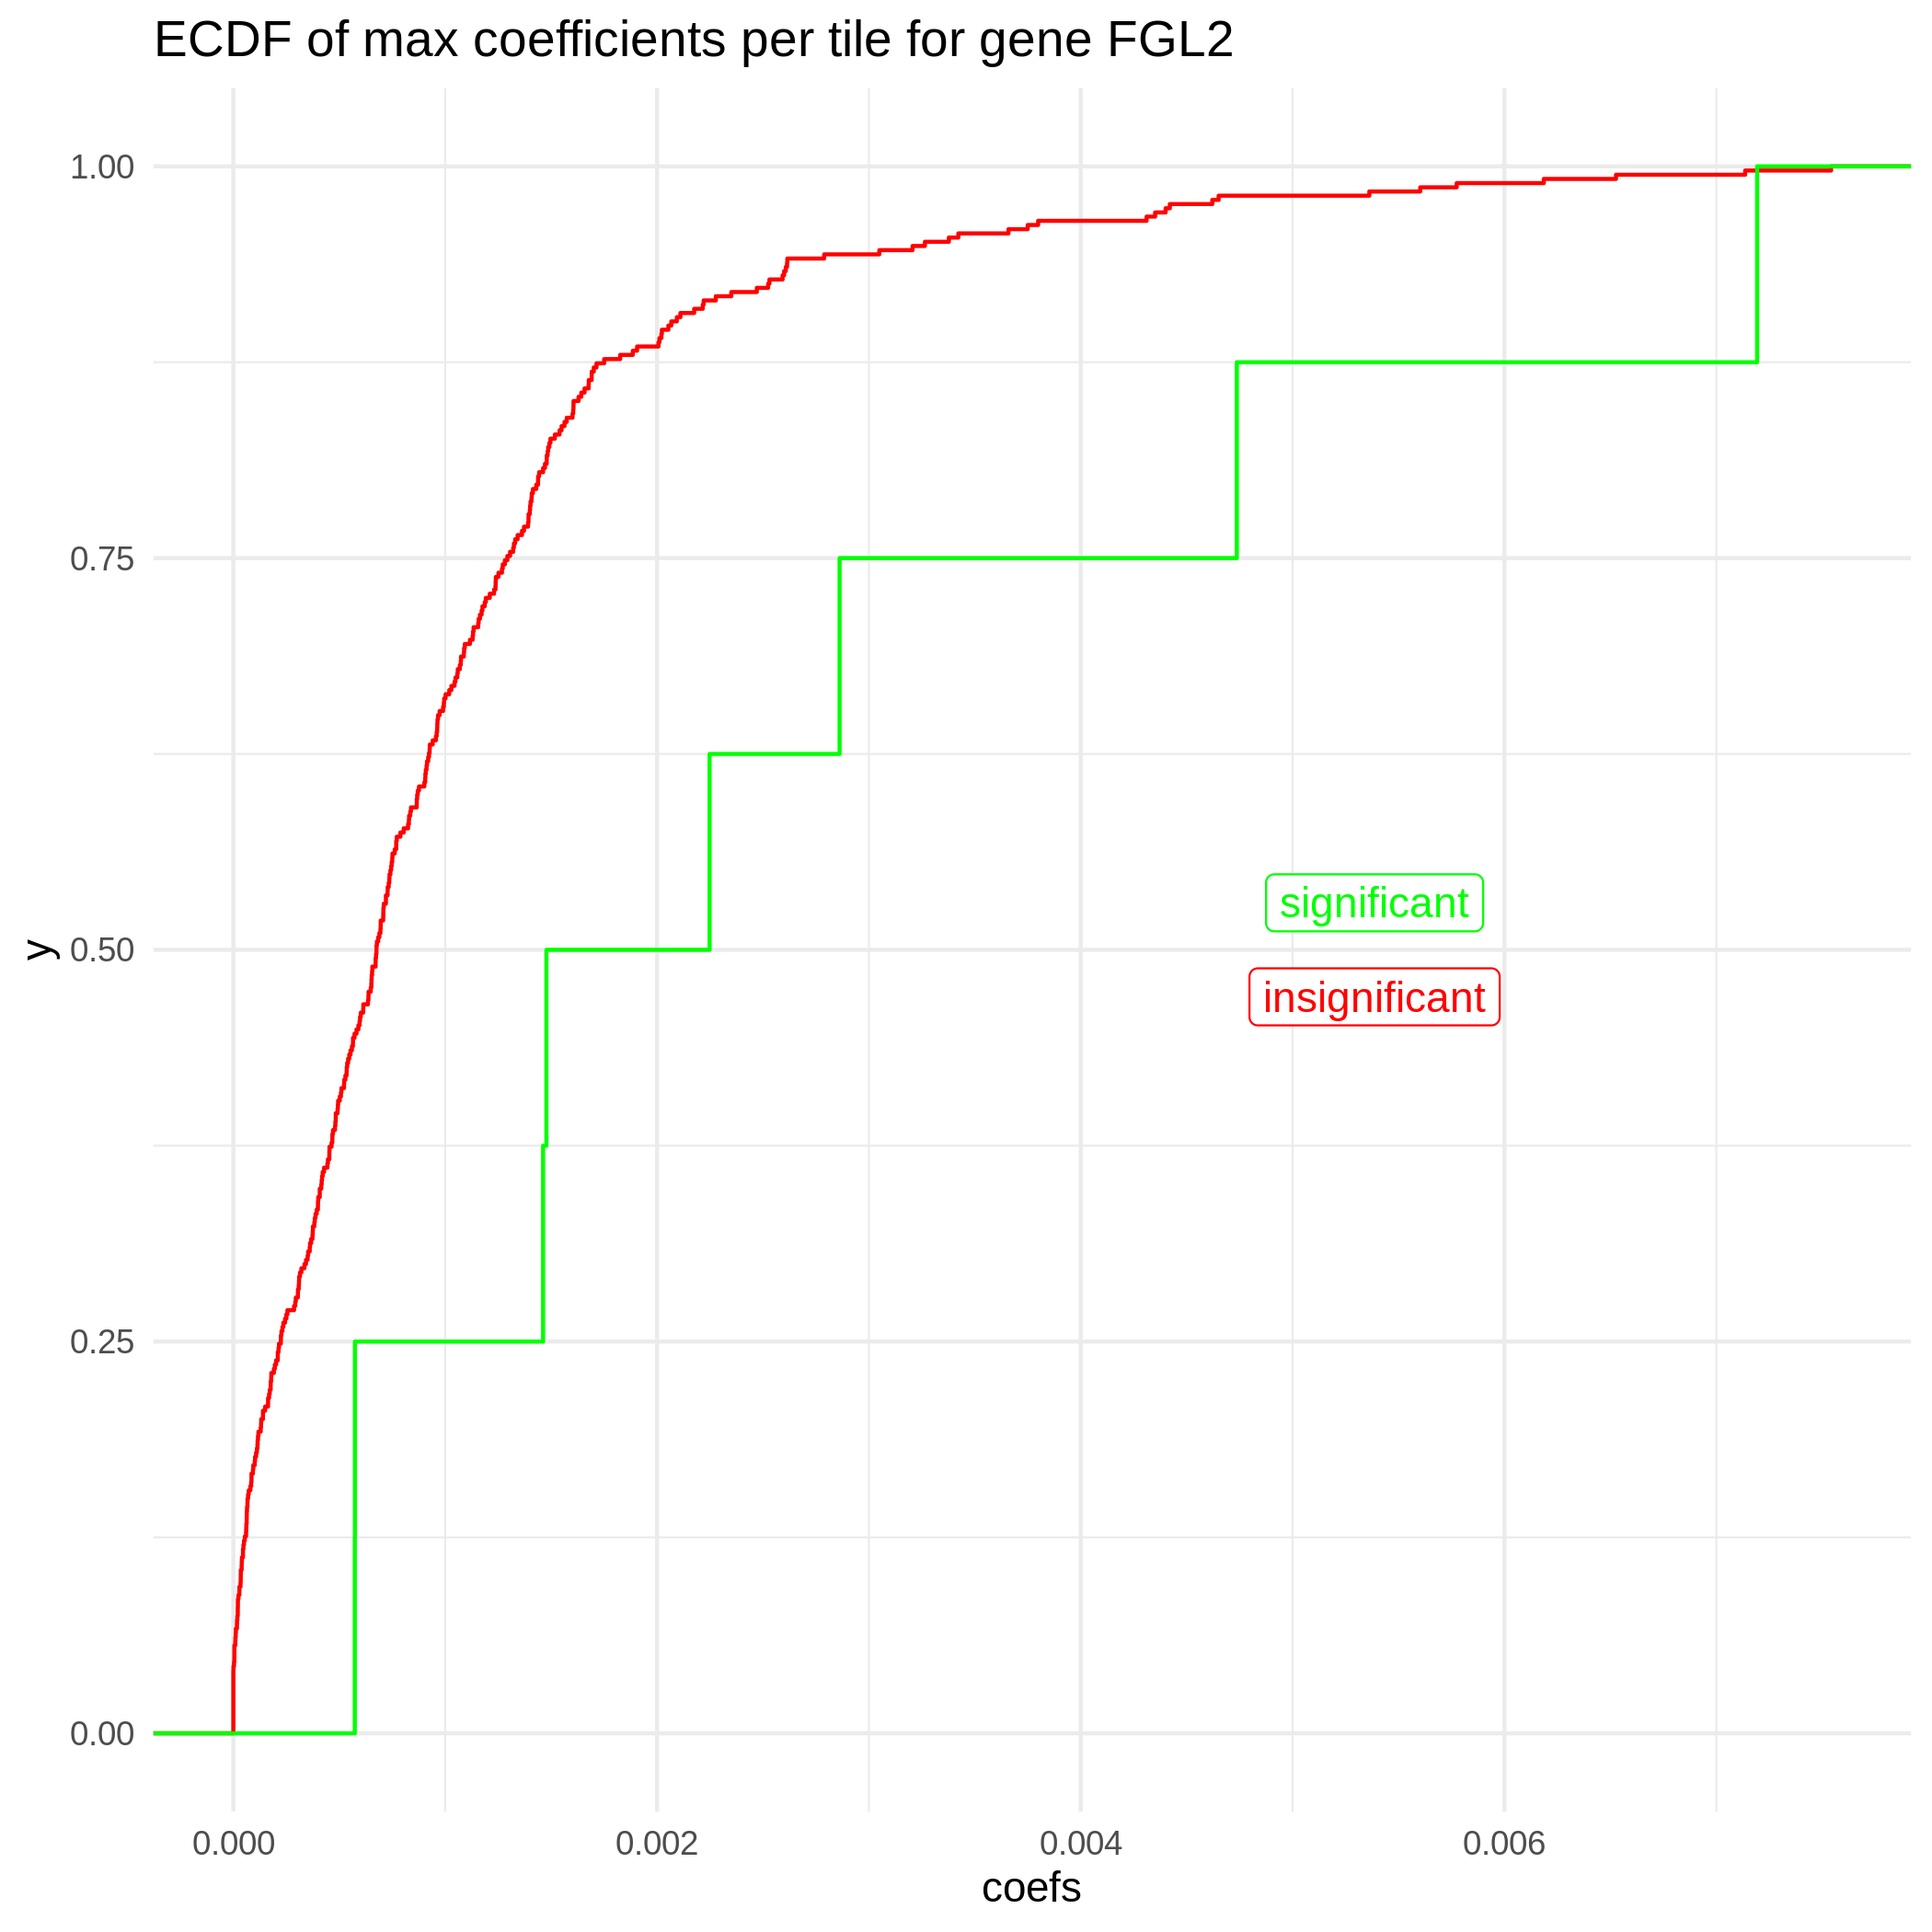 ECDF of max coefficients per tile for gene FGL2
1.00
0.75
0.50
0.25
0.00
y
significant
insignificant
0.000 0.002 0.004 0.006
coefs